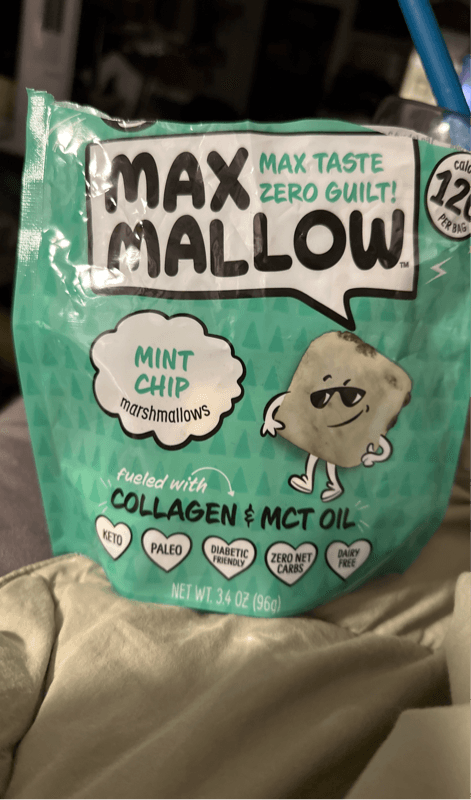 MAX
MALLOW™
MAX TASTE
ZERO GUILT!
PER BAG
MINT
CHIP
marshmallows
fueled with
COLLAGEN & MCT OIL
KETO
PALEO
DIABETIC
FRIENDLY
ZERO NET
CARBS
DAIRY
FREE
NET WT. 3.4 OZ (96g)